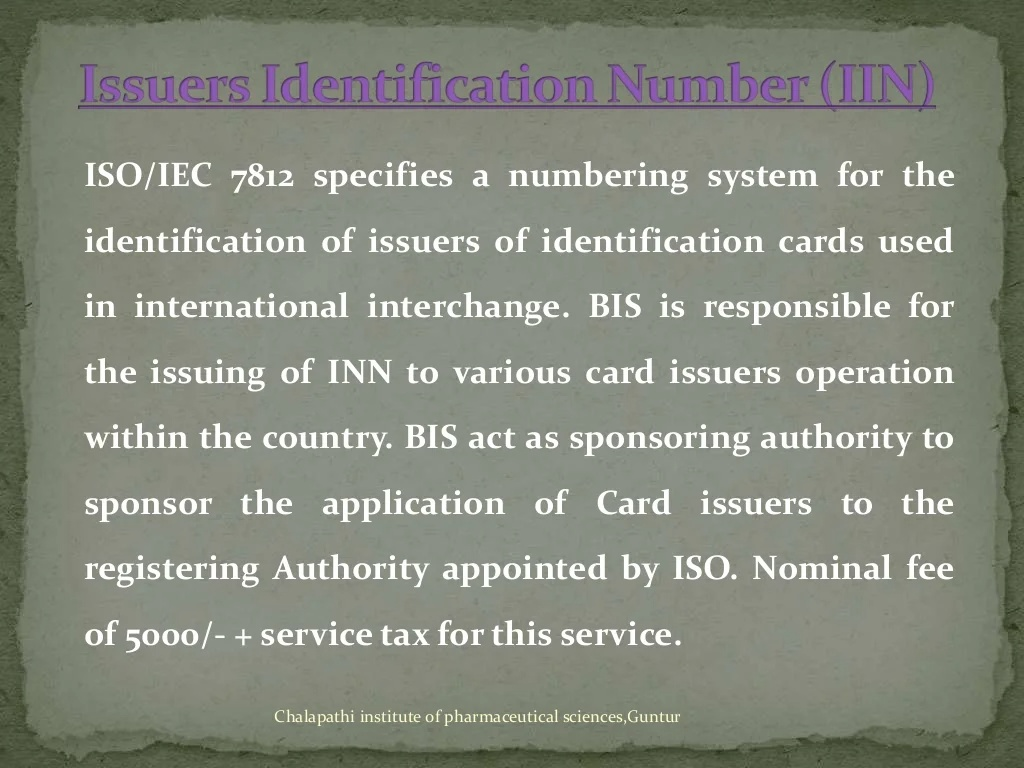 Issuers Identification Number (IIN)
ISO/IEC 7812 specifies a numbering system for the
identification of issuers of identification cards used
in international interchange. BIS is responsible for
the issuing of INN to various card issuers operation
within the country. BIS act as sponsoring authority to
sponsor the application of Card issuers to the
registering Authority appointed by ISO. Nominal fee
of 5000/- + service tax for this service.
Chalapathi institute of pharmaceutical sciences,Guntur